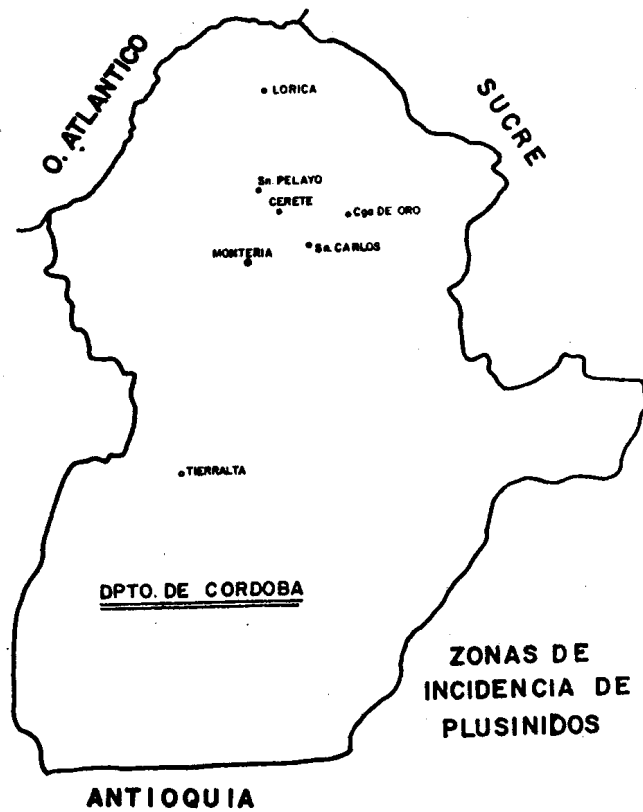 O. ATLANTICO
SUCRE
LORICA
Sn. PELAYO
CERETE
Cga DE ORO
Sn. CARLOS
MONTERIA
TIERRALTA
DPTO. DE CORDOBA
ZONAS DE
INCIDENCIA DE
PLUSINIDOS
ANTIOQUIA